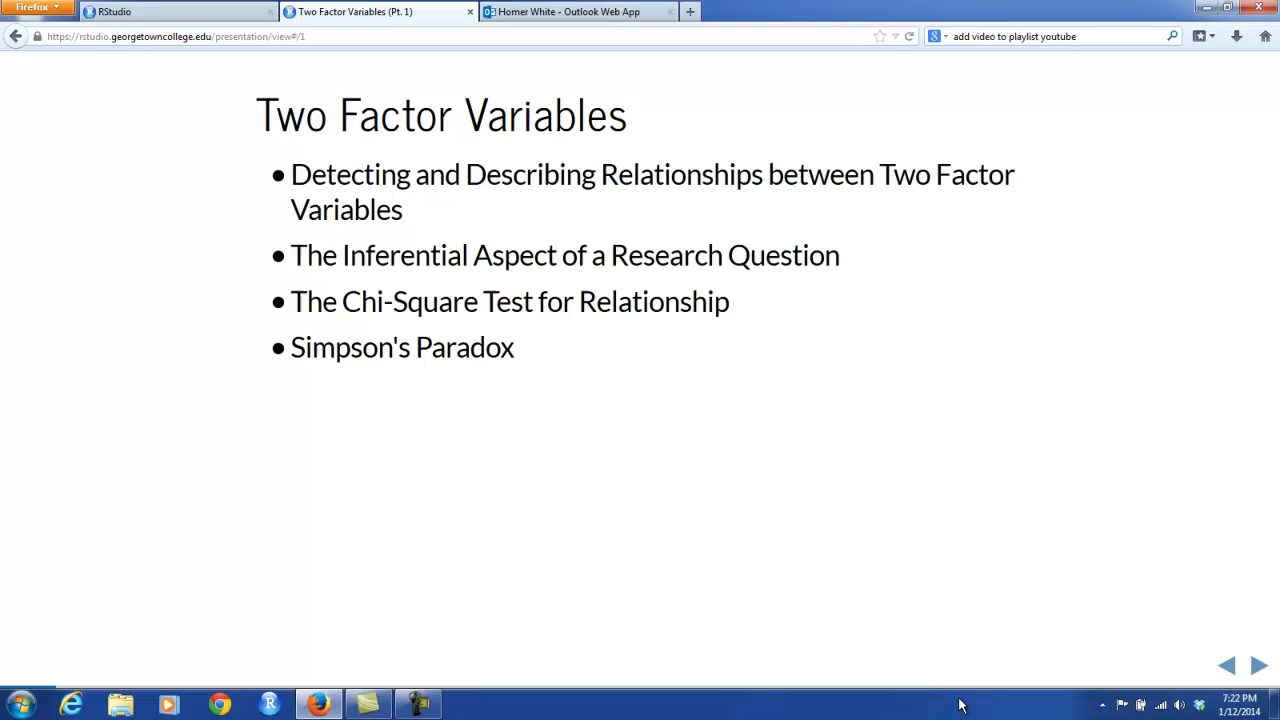 Firefox
RStudio
Two Factor Variables (Pt. 1)
Homer White - Outlook Web App
https://rstudio.georgetowncollege.edu/presentation/view#/1
add video to playlist youtube
Two Factor Variables
• Detecting and Describing Relationships between Two Factor
Variables
• The Inferential Aspect of a Research Question
• The Chi-Square Test for Relationship
• Simpson's Paradox
7:22 PM
1/12/2014